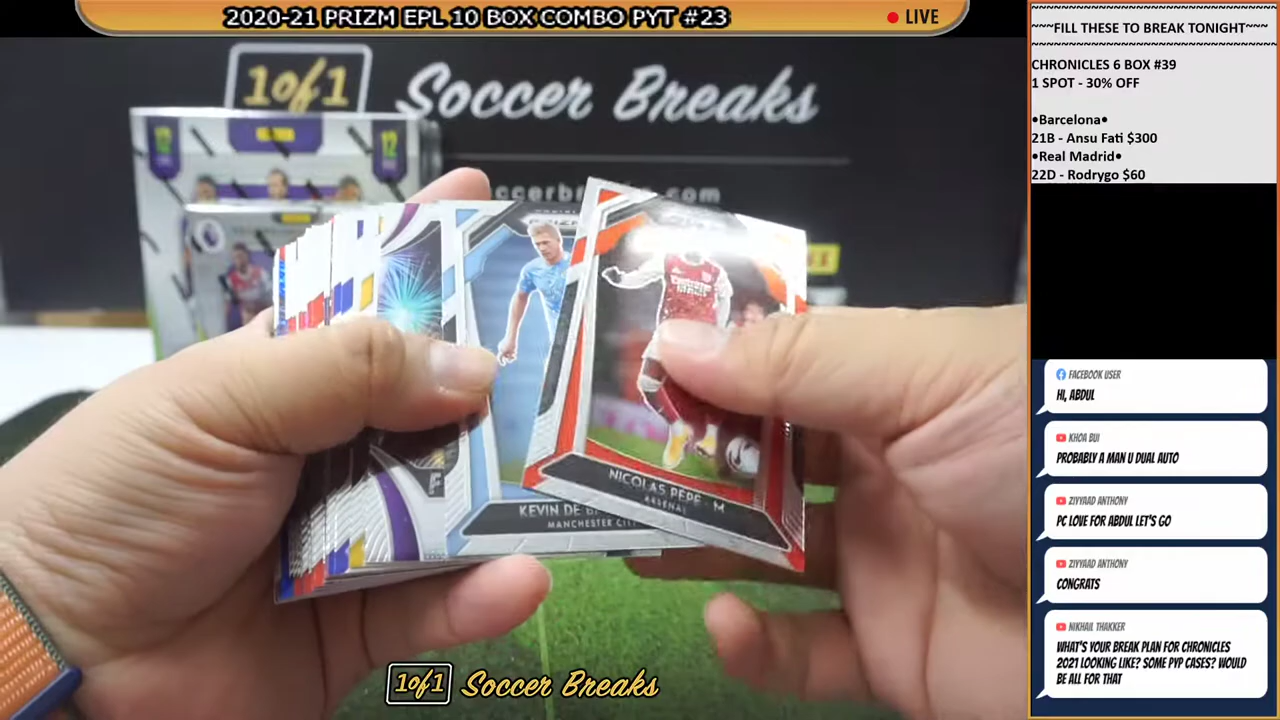 2020-21 PRIZM EPL 10 BOX COMBO PYT #23
LIVE
1of1 Soccer Breaks
12
12
NICOLAS PEPE - M
ARSENAL
KEVIN DE
MANCHESTER CITY
1of1 Soccer Breaks
~~~FILL THESE TO BREAK TONIGHT~~~
CHRONICLES 6 BOX #39
1 SPOT - 30% OFF
•Barcelona•
21B - Ansu Fati $300
•Real Madrid•
22D - Rodrygo $60
FACEBOOK USER
HI, ABDUL
KHOA BUI
PROBABLY A MAN U DUAL AUTO
ZIYYAAD ANTHONY
PC LOVE FOR ABDUL LET'S GO
ZIYYAAD ANTHONY
CONGRATS
NIKHAIL THAKKER
WHAT'S YOUR BREAK PLAN FOR CHRONICLES
2021 LOOKING LIKE? SOME PYP CASES? WOULD
BE ALL FOR THAT